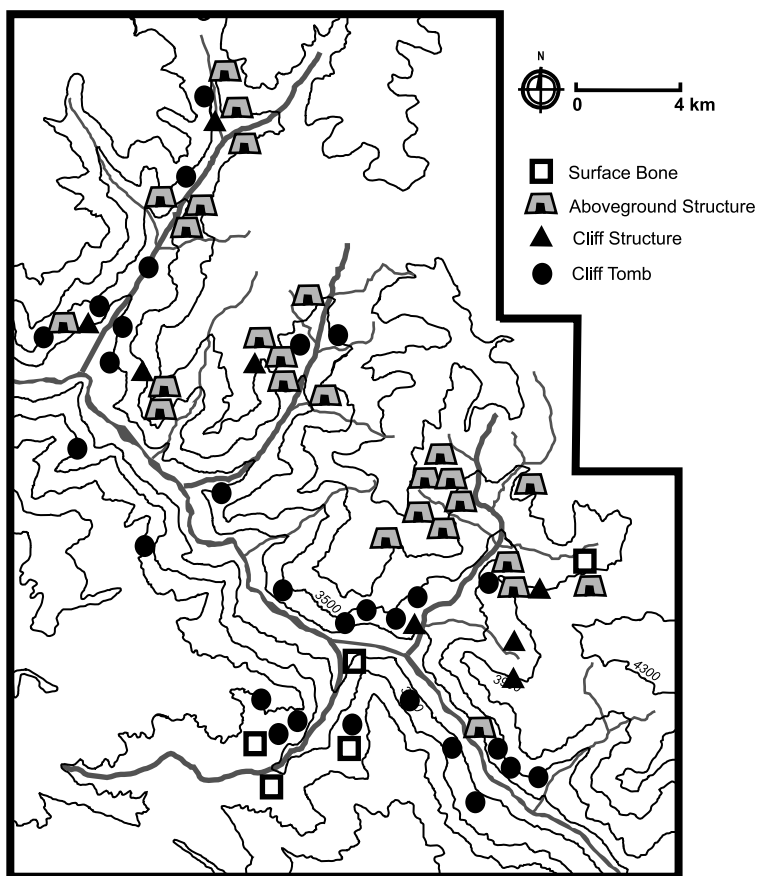 N
0 4 km
Surface Bone
Aboveground Structure
Cliff Structure
Cliff Tomb
3500
4300